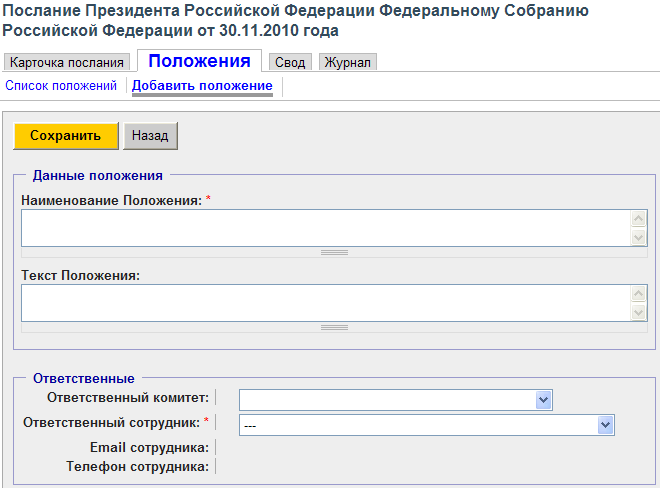 Послание Президента Российской Федерации Федеральному Собранию
Российской Федерации от 30.11.2010 года
Карточка послания Положения Свод Журнал
Список положений Добавить положение
Сохранить Назад
Данные положения
Наименование Положения: *
Текст Положения:
Ответственные
Ответственный комитет:
Ответственный сотрудник: * ---
Email сотрудника:
Телефон сотрудника: